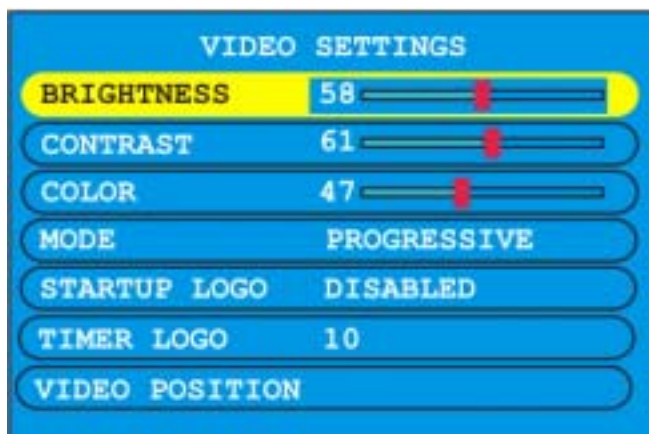 VIDEO SETTINGS
BRIGHTNESS 58
CONTRAST 61
COLOR 47
MODE PROGRESSIVE
STARTUP LOGO DISABLED
TIMER LOGO 10
VIDEO POSITION